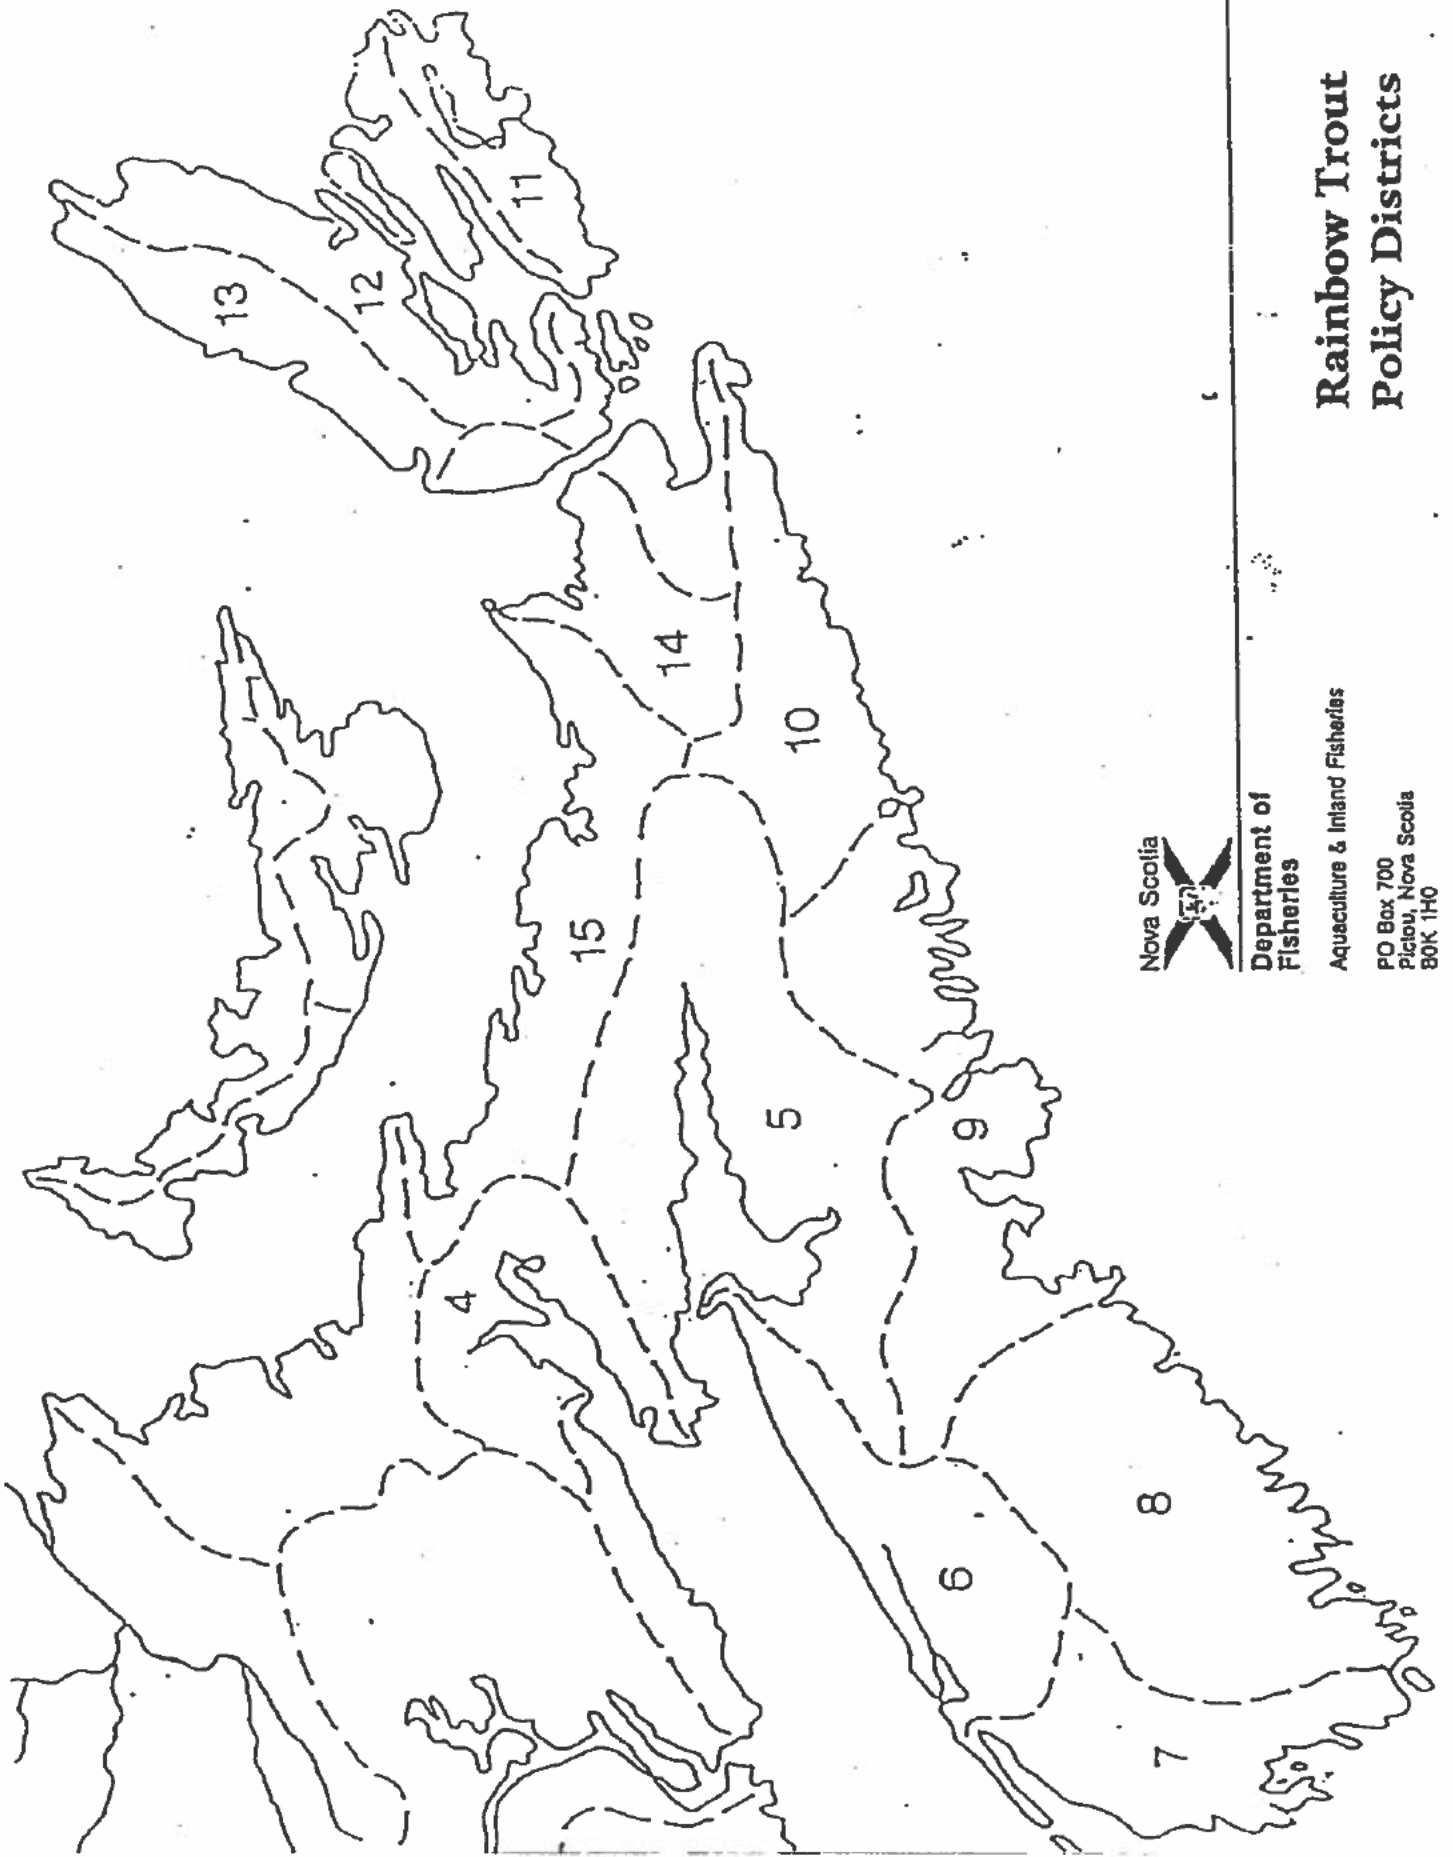 13
12
11
14
10
15
4
5
9
6
8
7
Nova Scotia
Department of
Fisheries
Aquaculture & Inland Fisheries
PO Box 700
Pictou, Nova Scotia
B0K 1H0
Rainbow Trout
Policy Districts